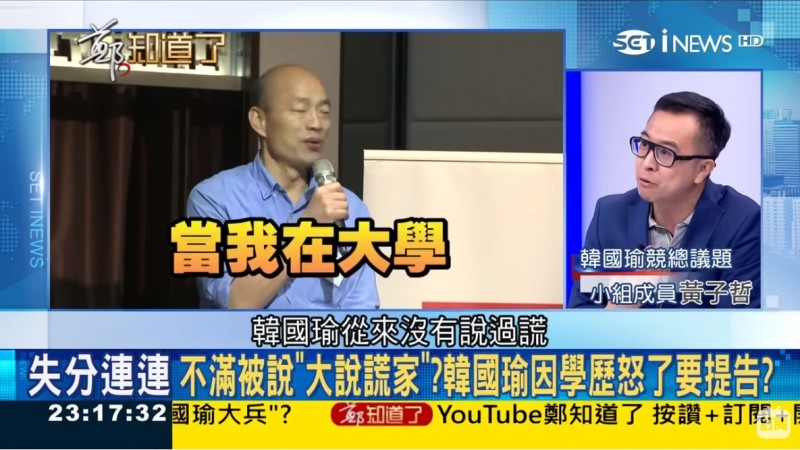 鄭知道了
SET iNEWS HD
SET iNEWS
當我在大學
韓國瑜競總議題
小組成員 黃子哲
韓國瑜從來沒有說過謊
失分連連 不滿被說"大說謊家"?韓國瑜因學歷怒了要提告?
23:17:32 國瑜大兵"? 鄭知道了 YouTube鄭知道了 按讚+訂閱+開
訂閱